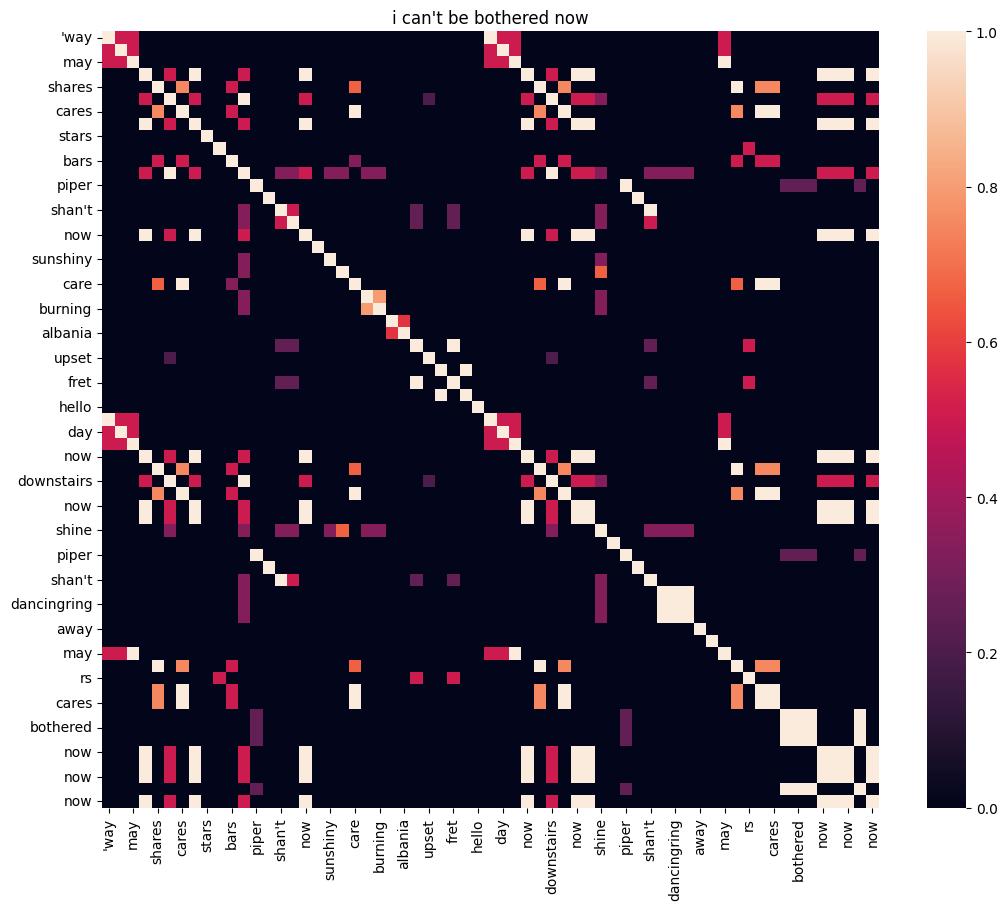 i can't be bothered now
'way
may
shares
cares
stars
bars
piper
shan't
now
sunshiny
care
burning
albania
upset
fret
hello
day
now
downstairs
now
shine
piper
shan't
dancingring
away
may
rs
cares
bothered
now
now
now
'way
may
shares
cares
stars
bars
piper
shan't
now
sunshiny
care
burning
albania
upset
fret
hello
day
now
downstairs
now
shine
piper
shan't
dancingring
away
may
rs
cares
bothered
now
now
now
1.0
0.8
0.6
0.4
0.2
0.0